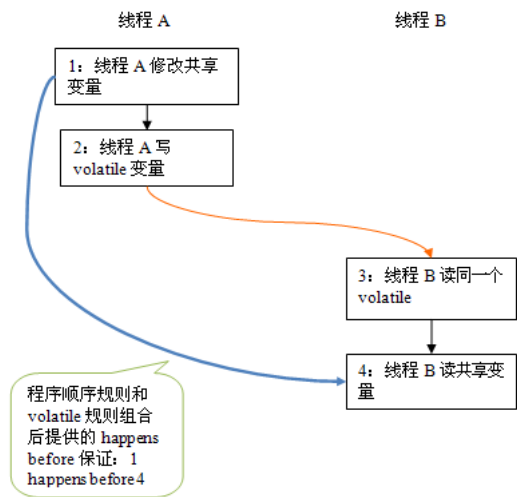 线程 A
线程 B
1：线程 A 修改共享
变量
2：线程 A 写
volatile 变量
3：线程 B 读同一个
volatile
4：线程 B 读共享变
量
程序顺序规则和
volatile 规则组合
后提供的 happens
before 保证：1
happens before4